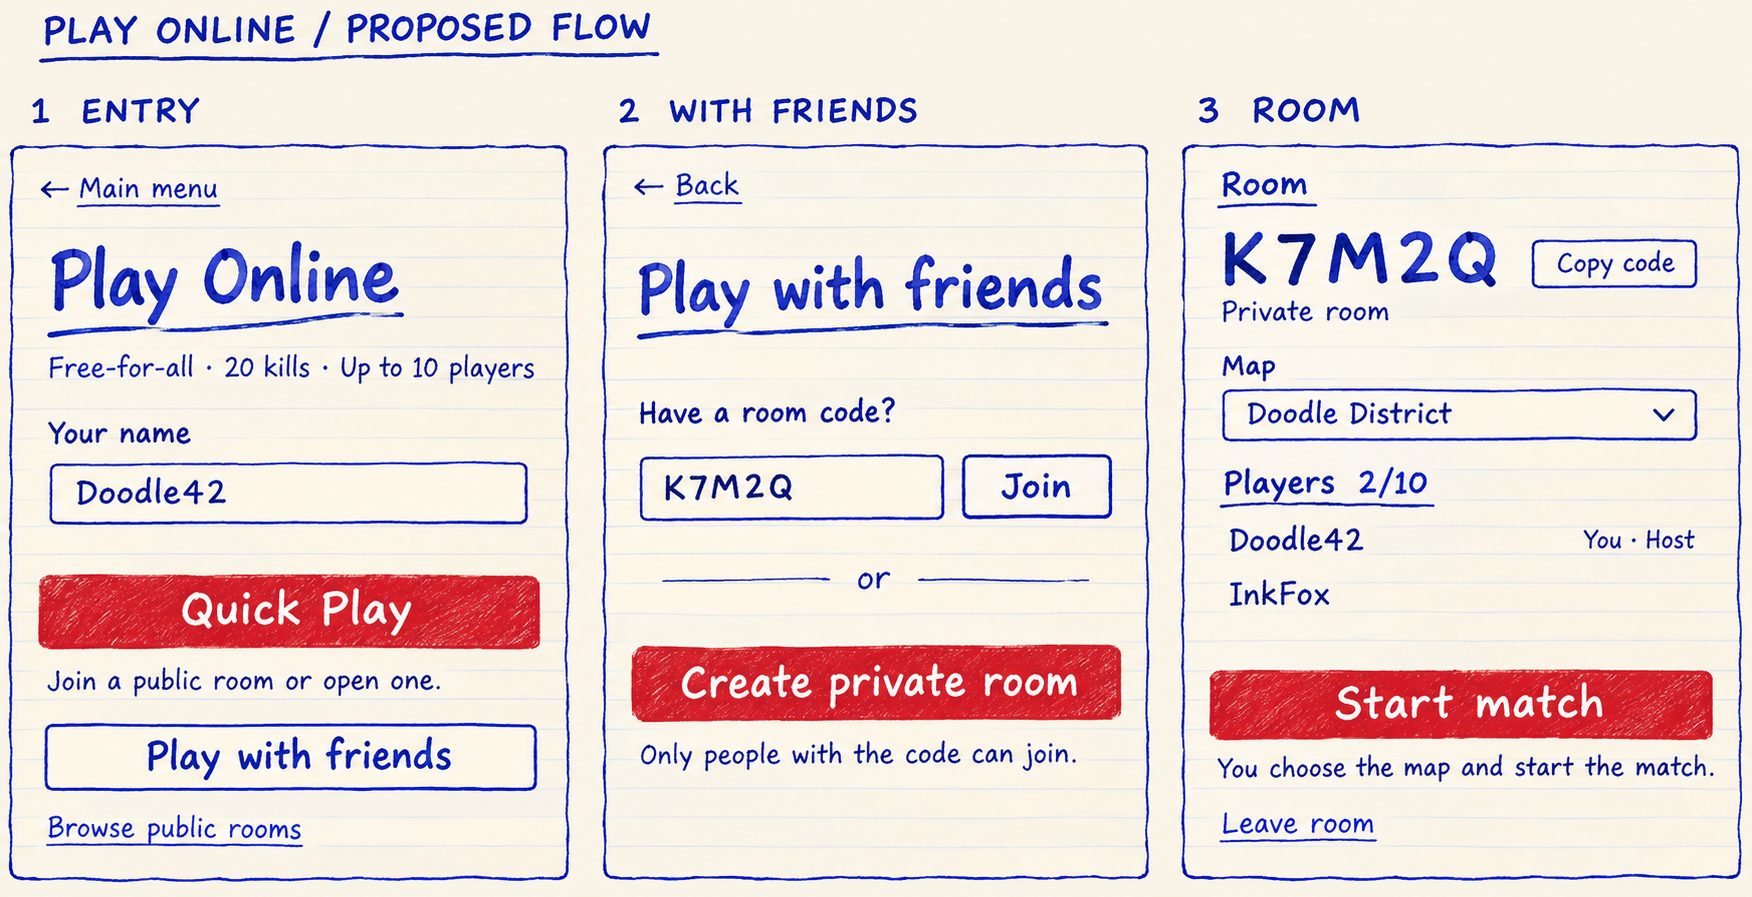 PLAY ONLINE / PROPOSED FLOW
1 ENTRY
← Main menu
Play Online
Free-for-all · 20 kills · Up to 10 players
Your name
Doodle42
Quick Play
Join a public room or open one.
Play with friends
Browse public rooms
2 WITH FRIENDS
← Back
Play with friends
Have a room code?
K7M2Q Join
or
Create private room
Only people with the code can join.
3 ROOM
Room
K7M2Q Copy code
Private room
Map
Doodle District
Players 2/10
Doodle42 You · Host
InkFox
Start match
You choose the map and start the match.
Leave room